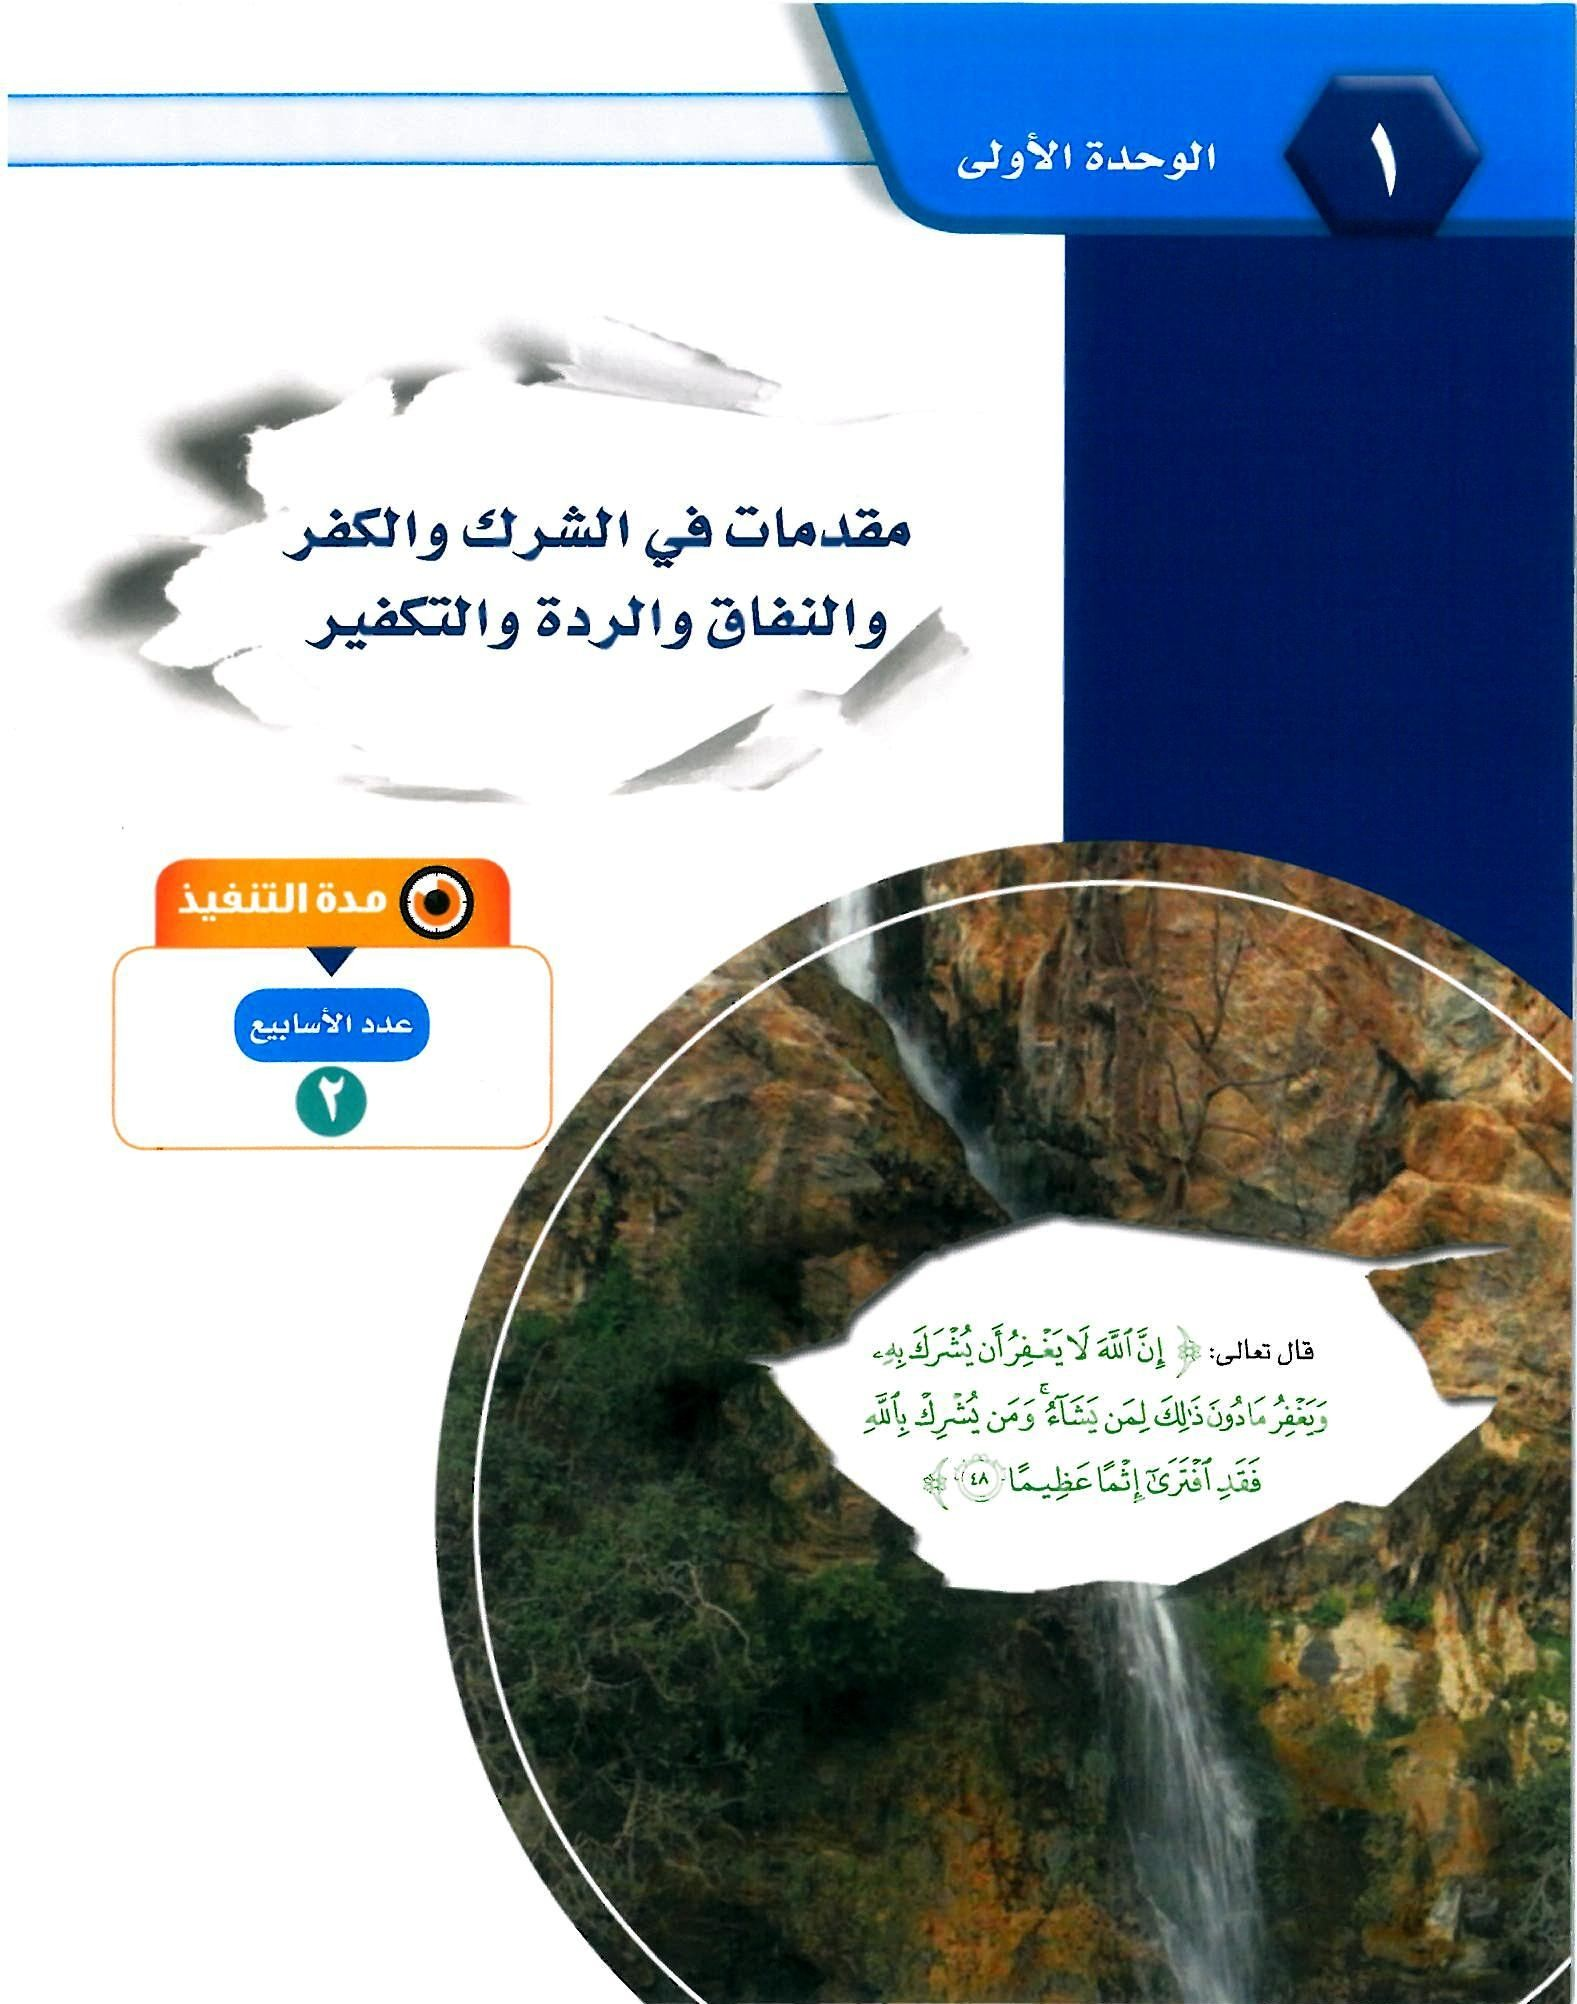 ١
الوحدة الأولى
مقدمات في الشرك والكفر
والنفاق والردة والتكفير
مدة التنفيذ
عدد الأسابيع
٢
قال تعالى: ﴿ إِنَّ ٱللَّهَ لَا يَغْفِرُ أَن يُشْرَكَ بِهِۦ
وَيَغْفِرُ مَا دُونَ ذَٰلِكَ لِمَن يَشَآءُ ۚ وَمَن يُشْرِكْ بِٱللَّهِ
فَقَدِ ٱفْتَرَىٰٓ إِثْمًا عَظِيمًا ٤٨ ﴾